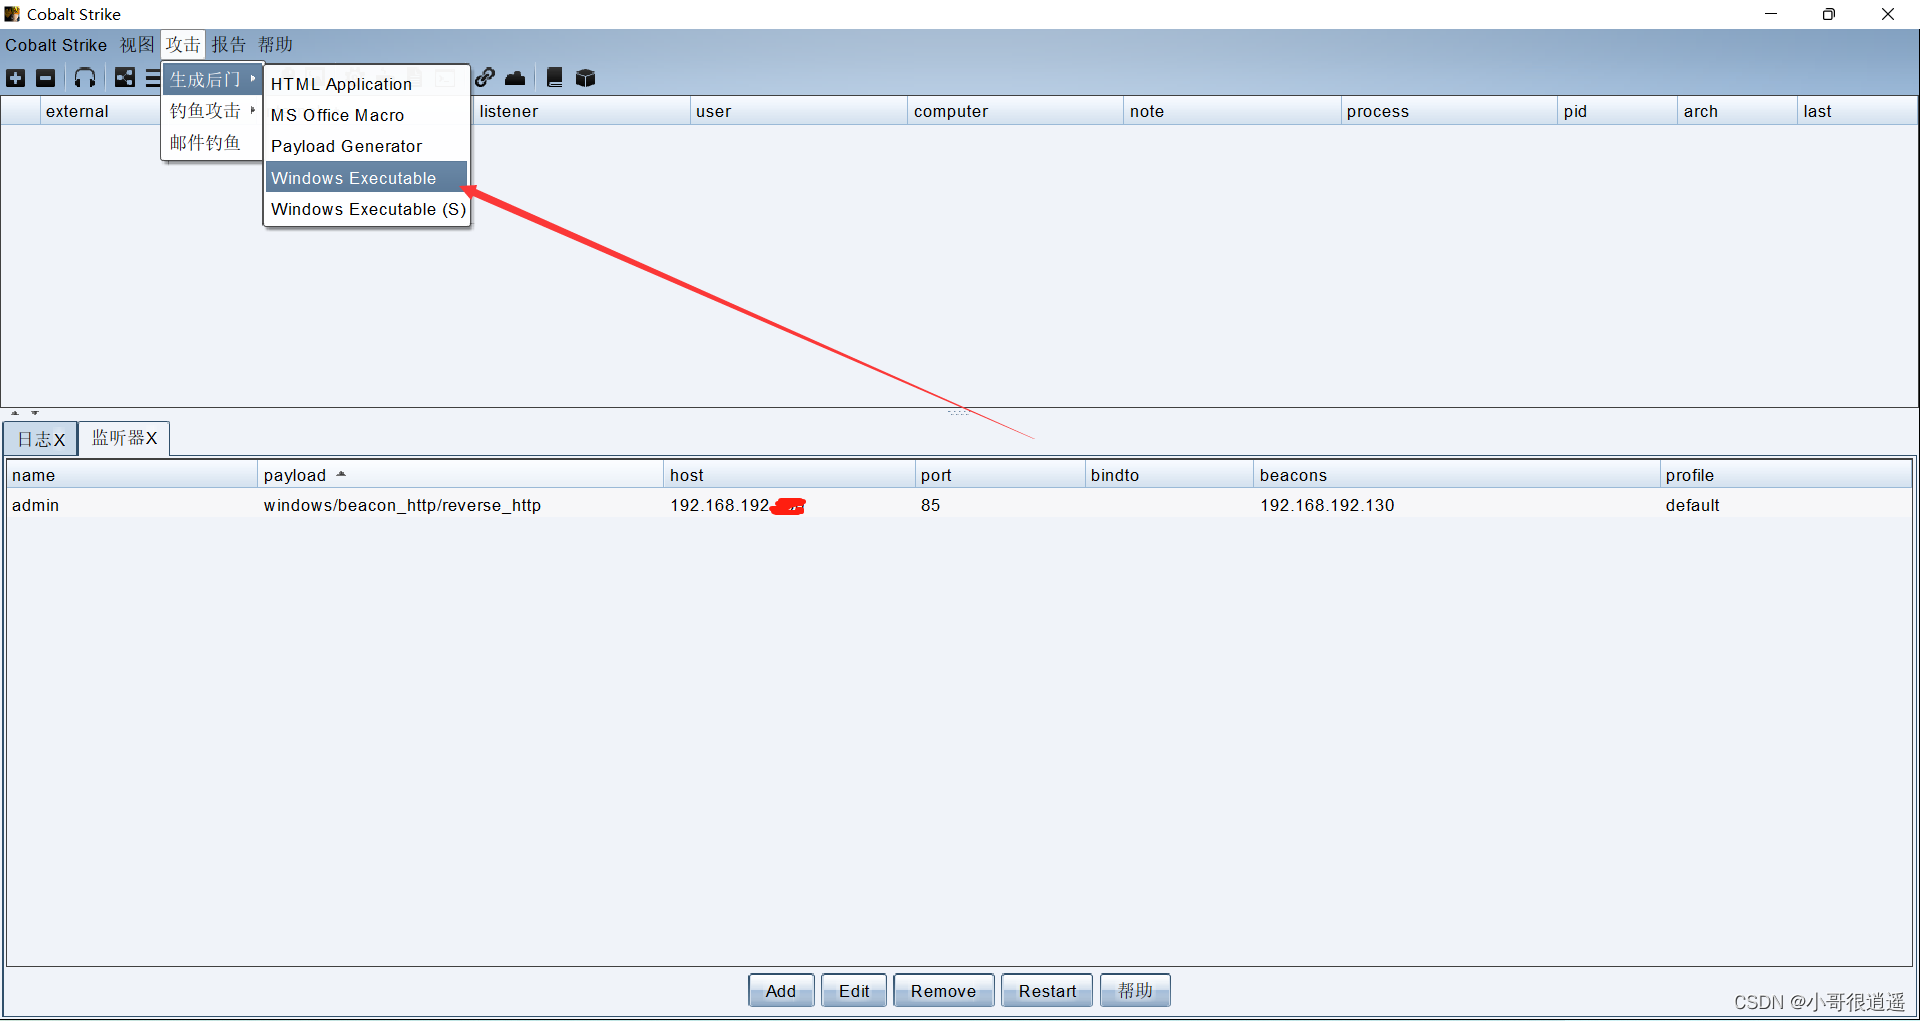 Cobalt Strike
Cobalt Strike 视图 攻击 报告 帮助
生成后门
钓鱼攻击
邮件钓鱼
HTML Application
MS Office Macro
Payload Generator
Windows Executable
Windows Executable (S)
external listener user computer note process pid arch last
日志X 监听器X
name payload host port bindto beacons profile
admin windows/beacon_http/reverse_http 192.168.192 85 192.168.192.130 default
Add Edit Remove Restart 帮助
CSDN @小哥很逍遥